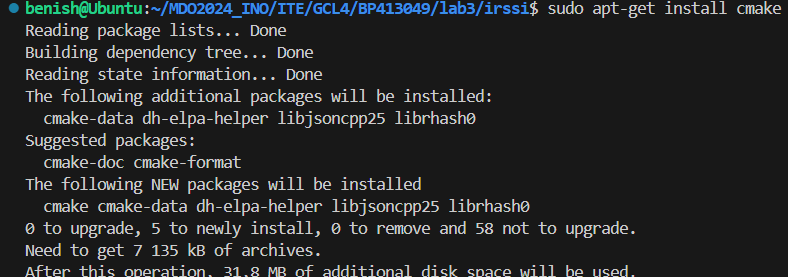 benish@Ubuntu:~/MDO2024_INO/ITE/GCL4/BP413049/lab3/irssi$ sudo apt-get install cmake
Reading package lists... Done
Building dependency tree... Done
Reading state information... Done
The following additional packages will be installed:
  cmake-data dh-elpa-helper libjsoncpp25 librhash0
Suggested packages:
  cmake-doc cmake-format
The following NEW packages will be installed
  cmake cmake-data dh-elpa-helper libjsoncpp25 librhash0
0 to upgrade, 5 to newly install, 0 to remove and 58 not to upgrade.
Need to get 7 135 kB of archives.
After this operation, 31,8 MB of additional disk space will be used.